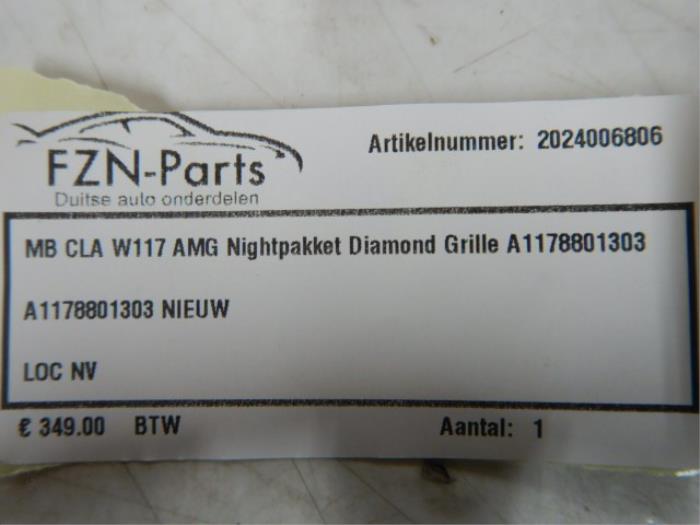 FZN-Parts
Duitse auto onderdelen
Artikelnummer: 2024006806
MB CLA W117 AMG Nightpakket Diamond Grille A1178801303
A1178801303 NIEUW
LOC NV
€ 349.00 BTW Aantal: 1